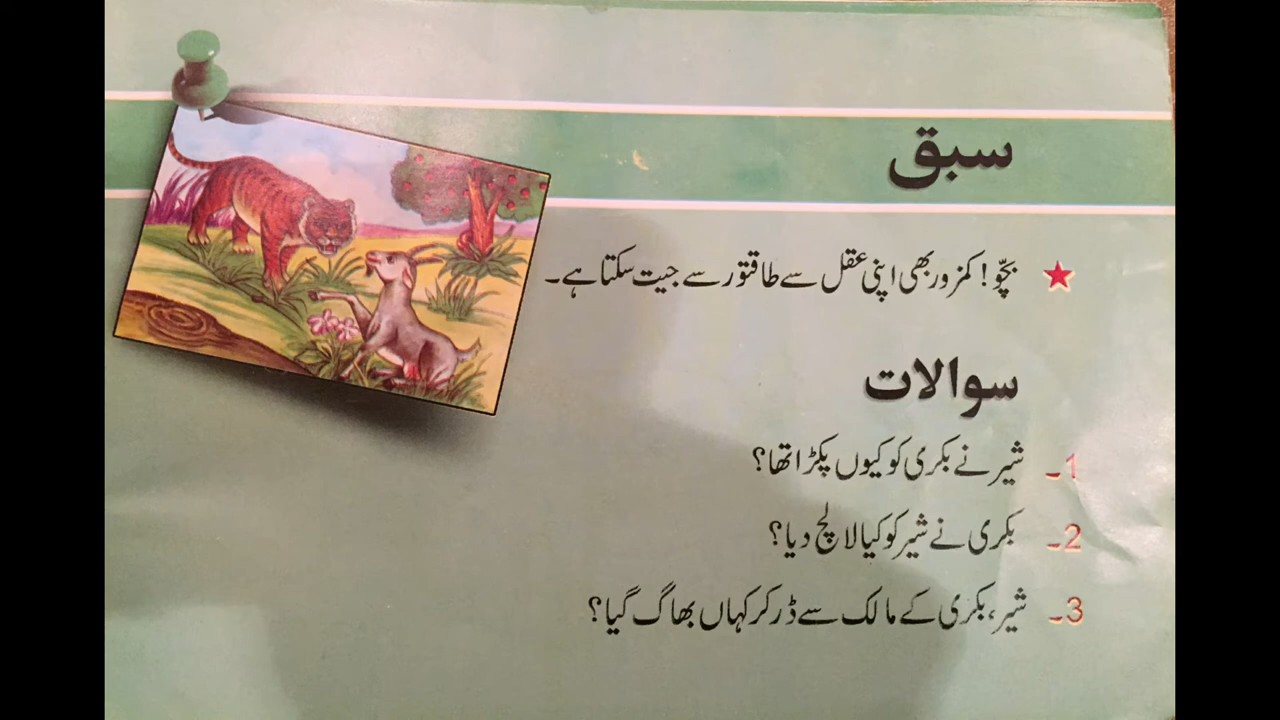 سبق
بچّو! کمزور بھی اپنی عقل سے طاقتور سے جیت سکتا ہے۔
سوالات
1۔ شیر نے بکری کو کیوں پکڑا تھا؟
2۔ بکری نے شیر کو کیا لالچ دیا؟
3۔ شیر، بکری کے مالک سے ڈر کر کہاں بھاگ گیا؟